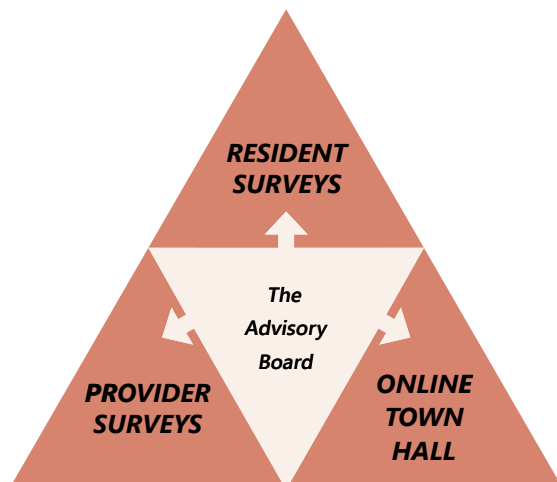 RESIDENT
SURVEYS
The
Advisory
Board
PROVIDER
SURVEYS
ONLINE
TOWN
HALL